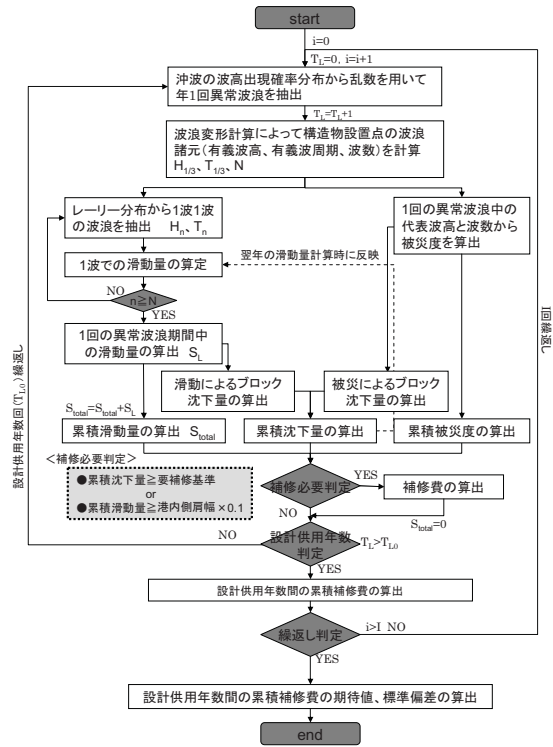 start
i=0
T_L=0, i=i+1
沖波の波高出現確率分布から乱数を用いて
年1回異常波浪を抽出
T_L=T_L+1
波浪変形計算によって構造物設置点の波浪
諸元(有義波高、有義波周期、波数)を計算
H_1/3、T_1/3、N
レーリー分布から1波1波
の波浪を抽出 H_n、T_n
1回の異常波浪中の
代表波高と波数から
被災度を算出
翌年の滑動量計算時に反映
1波での滑動量の算定
NO
n≧N
YES
1回の異常波浪期間中
の滑動量の算出 S_L
滑動によるブロック
沈下量の算出
被災によるブロック
沈下量の算出
S_total=S_total+S_L
累積滑動量の算出 S_total
累積沈下量の算出
累積被災度の算出
<補修必要判定>
●累積沈下量≧要補修基準
or
●累積滑動量≧港内側肩幅×0.1
補修必要判定
YES
補修費の算出
NO
S_total=0
NO
設計供用年数
判定
T_L>T_L0
YES
設計供用年数間の累積補修費の算出
繰返し判定
i>I NO
YES
設計供用年数間の累積補修費の期待値、標準偏差の算出
end
設計供用年数回(T_L0)繰返し
I回繰返し